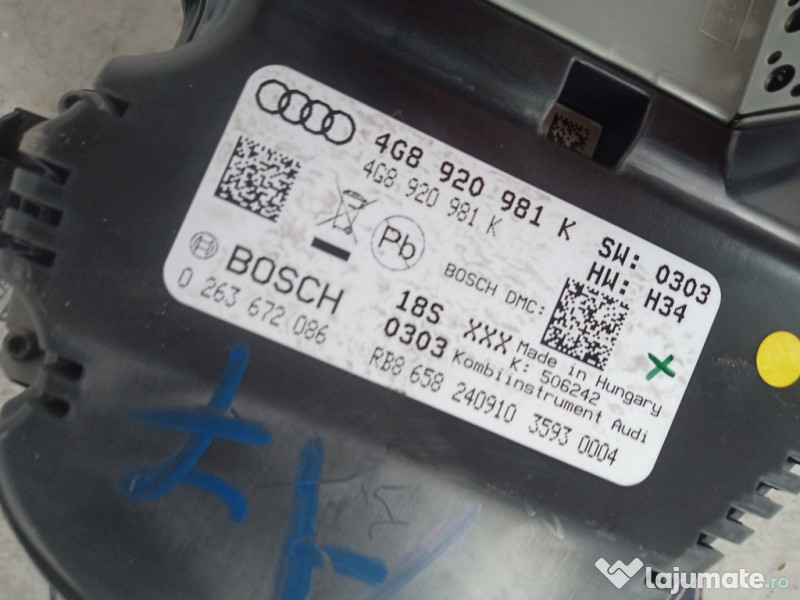 4G8 920 981 K
4G8 920 981 K
SW: 0303
HW: H34
Pb
BOSCH DMC:
BOSCH
0 263 672 086
18S XXX
0303
Made in Hungary
K: 506242
Kombiinstrument Audi
RB8 658 240910 3593 0004
lajumate.ro